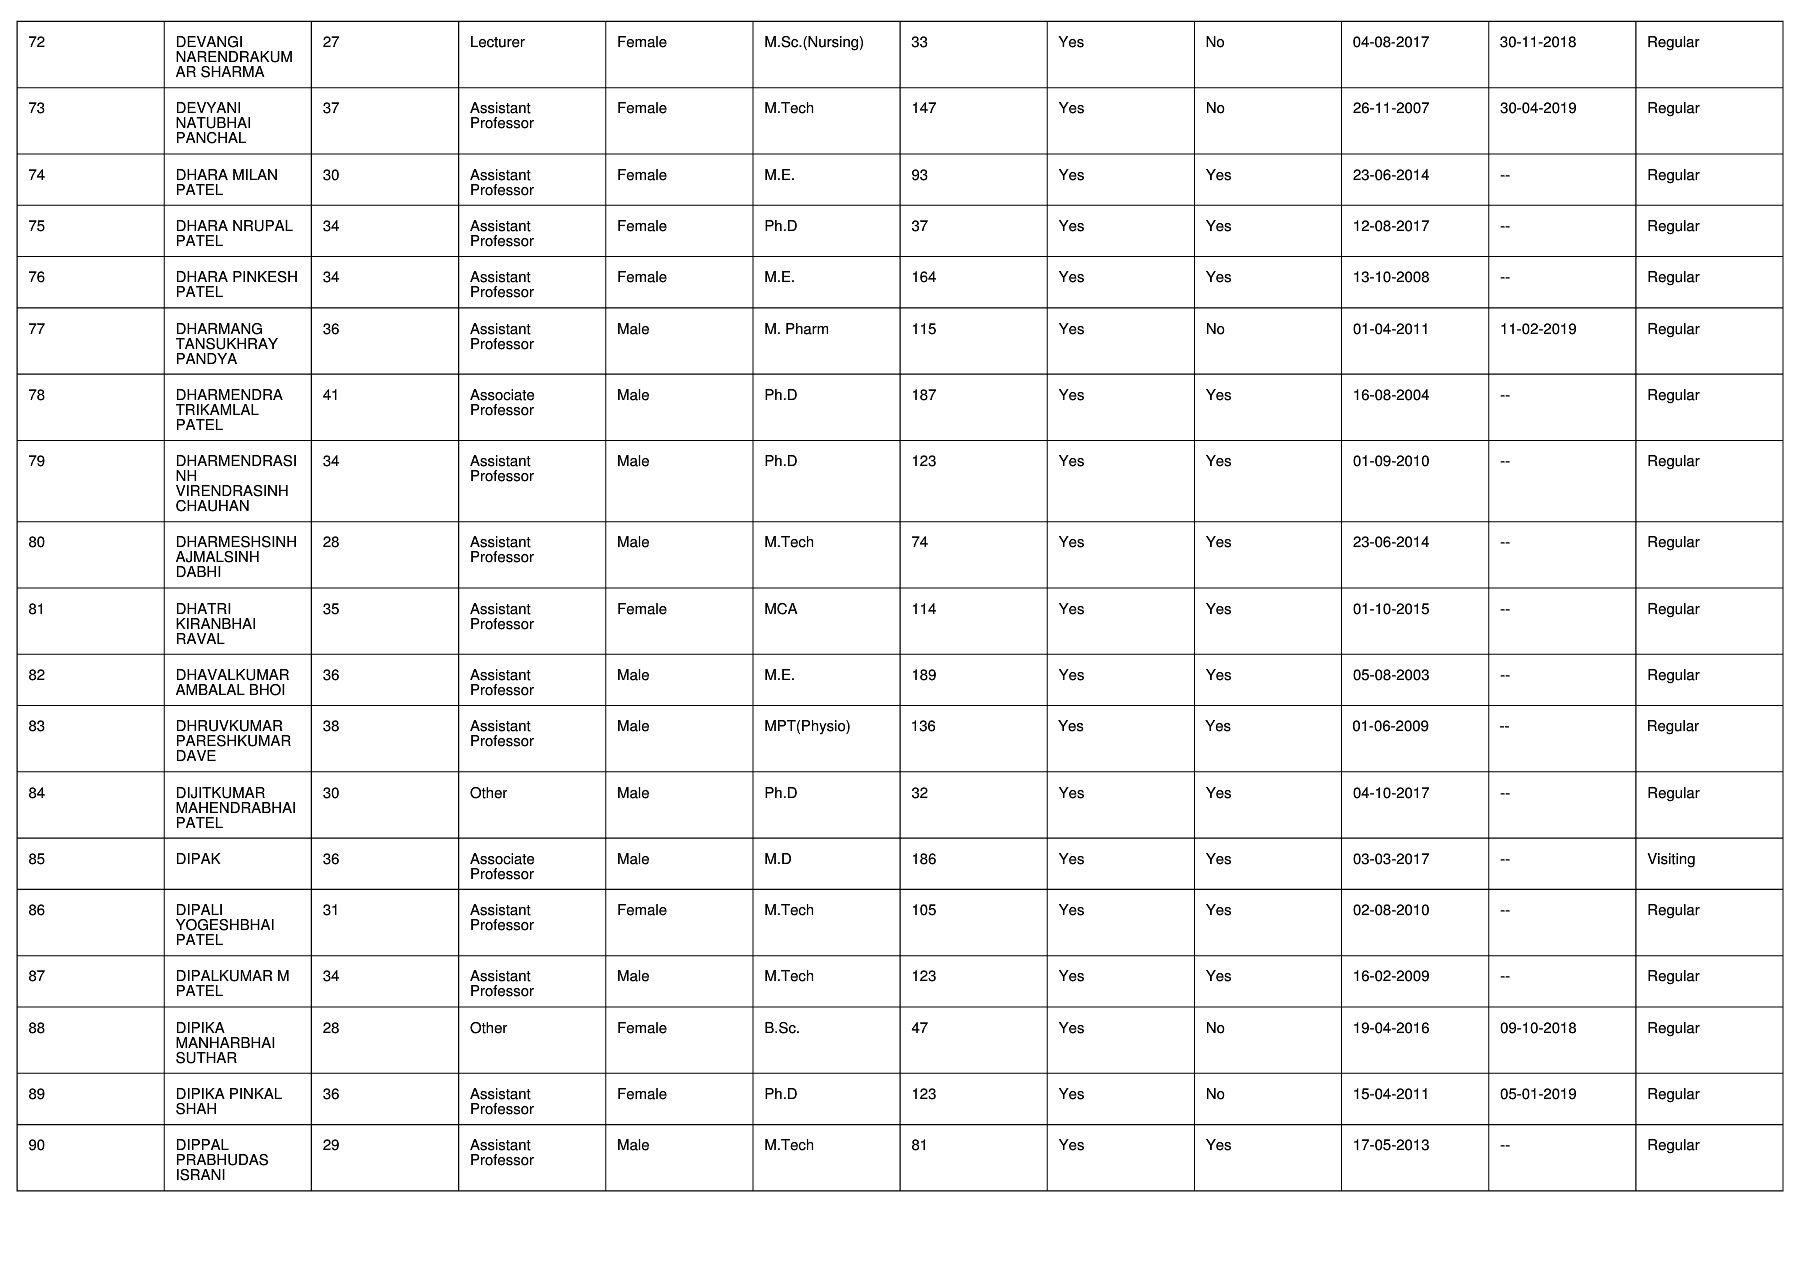 72 DEVANGI 27 Lecturer Female M.Sc.(Nursing) 33 Yes No 04-08-2017 30-11-2018 Regular
NARENDRAKUM
AR SHARMA
73 DEVYANI 37 Assistant Female M.Tech 147 Yes No 26-11-2007 30-04-2019 Regular
NATUBHAI Professor
PANCHAL
74 DHARA MILAN 30 Assistant Female M.E. 93 Yes Yes 23-06-2014 -- Regular
PATEL Professor
75 DHARA NRUPAL 34 Assistant Female Ph.D 37 Yes Yes 12-08-2017 -- Regular
PATEL Professor
76 DHARA PINKESH 34 Assistant Female M.E. 164 Yes Yes 13-10-2008 -- Regular
PATEL Professor
77 DHARMANG 36 Assistant Male M. Pharm 115 Yes No 01-04-2011 11-02-2019 Regular
TANSUKHRAY Professor
PANDYA
78 DHARMENDRA 41 Associate Male Ph.D 187 Yes Yes 16-08-2004 -- Regular
TRIKAMLAL Professor
PATEL
79 DHARMENDRASI 34 Assistant Male Ph.D 123 Yes Yes 01-09-2010 -- Regular
NH Professor
VIRENDRASINH
CHAUHAN
80 DHARMESHSINH 28 Assistant Male M.Tech 74 Yes Yes 23-06-2014 -- Regular
AJMALSINH Professor
DABHI
81 DHATRI 35 Assistant Female MCA 114 Yes Yes 01-10-2015 -- Regular
KIRANBHAI Professor
RAVAL
82 DHAVALKUMAR 36 Assistant Male M.E. 189 Yes Yes 05-08-2003 -- Regular
AMBALAL BHOI Professor
83 DHRUVKUMAR 38 Assistant Male MPT(Physio) 136 Yes Yes 01-06-2009 -- Regular
PARESHKUMAR Professor
DAVE
84 DIJITKUMAR 30 Other Male Ph.D 32 Yes Yes 04-10-2017 -- Regular
MAHENDRABHAI
PATEL
85 DIPAK 36 Associate Male M.D 186 Yes Yes 03-03-2017 -- Visiting
Professor
86 DIPALI 31 Assistant Female M.Tech 105 Yes Yes 02-08-2010 -- Regular
YOGESHBHAI Professor
PATEL
87 DIPALKUMAR M 34 Assistant Male M.Tech 123 Yes Yes 16-02-2009 -- Regular
PATEL Professor
88 DIPIKA 28 Other Female B.Sc. 47 Yes No 19-04-2016 09-10-2018 Regular
MANHARBHAI
SUTHAR
89 DIPIKA PINKAL 36 Assistant Female Ph.D 123 Yes No 15-04-2011 05-01-2019 Regular
SHAH Professor
90 DIPPAL 29 Assistant Male M.Tech 81 Yes Yes 17-05-2013 -- Regular
PRABHUDAS Professor
ISRANI